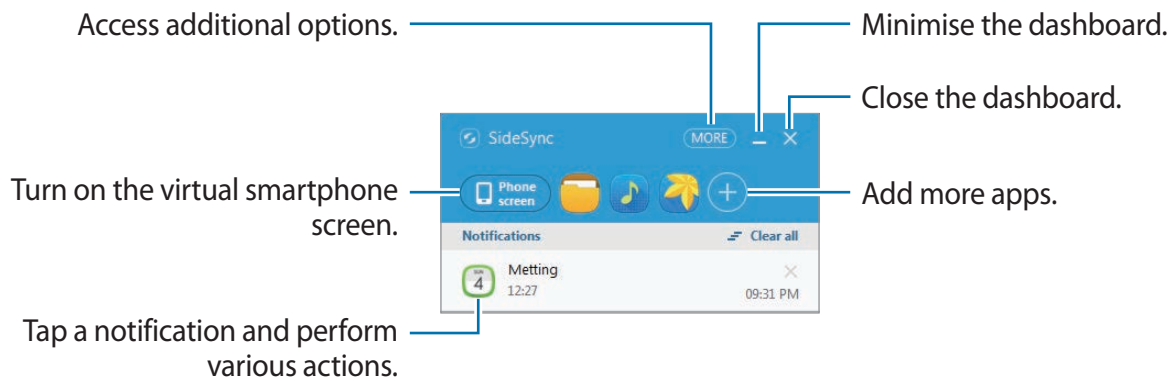 Access additional options.
Minimise the dashboard.
Close the dashboard.
SideSync
MORE
Turn on the virtual smartphone
screen.
Phone
screen
Add more apps.
Notifications
Clear all
SUN
4
Metting
12:27
09:31 PM
Tap a notification and perform
various actions.